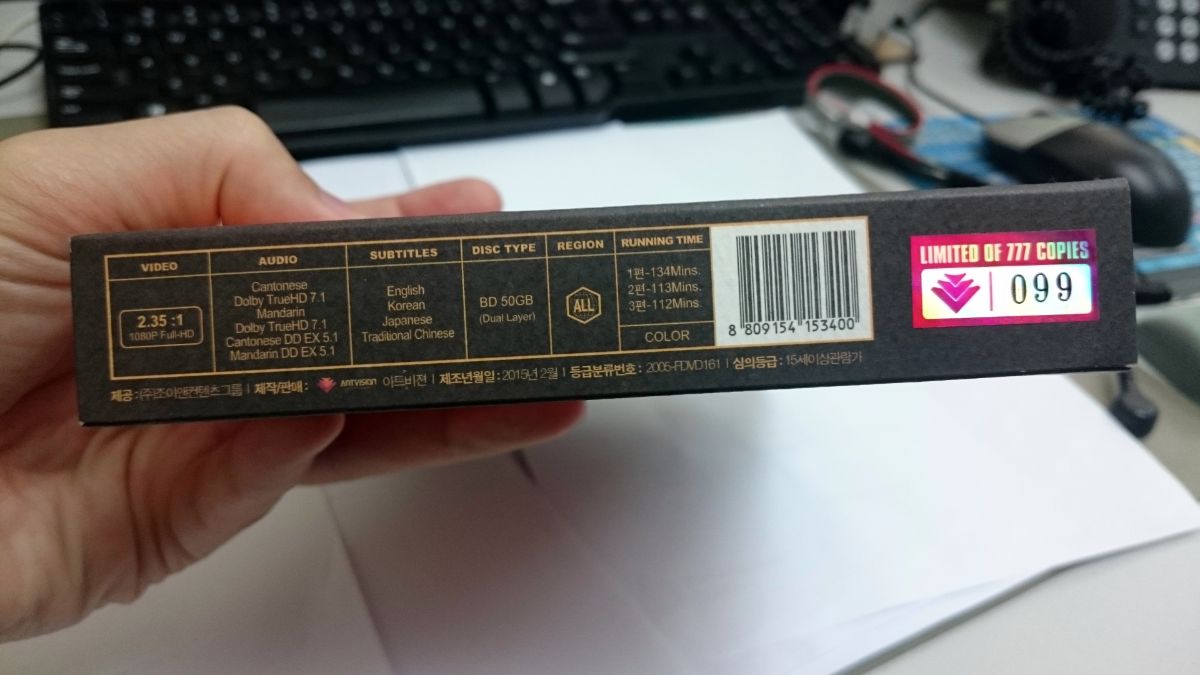 VIDEO
2.35 :1
1080P Full-HD
AUDIO
Cantonese
Dolby TrueHD 7.1
Mandarin
Dolby TrueHD 7.1
Cantonese DD EX 5.1
Mandarin DD EX 5.1
SUBTITLES
English
Korean
Japanese
Traditional Chinese
DISC TYPE
BD 50GB
(Dual Layer)
REGION
ALL
RUNNING TIME
1편-134Mins.
2편-113Mins.
3편-112Mins.
COLOR
8 809154 153400
LIMITED OF 777 COPIES
099
제공 : (주)조이앤컨텐츠그룹 | 제작/판매 : ARTVISION 아트비젼 | 제조년월일 : 2015년 2월 | 등급분류번호 : 2005-FDVD161 | 심의등급 : 15세이상관람가